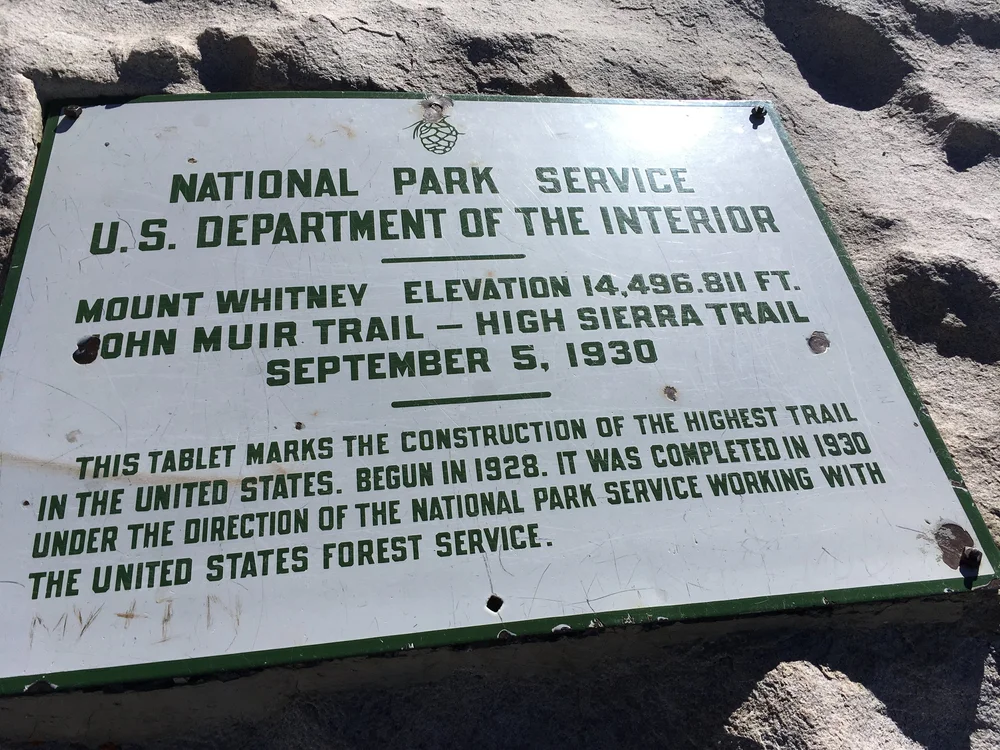 NATIONAL PARK SERVICE
U.S. DEPARTMENT OF THE INTERIOR
MOUNT WHITNEY ELEVATION 14,496.811 FT.
JOHN MUIR TRAIL — HIGH SIERRA TRAIL
SEPTEMBER 5, 1930
THIS TABLET MARKS THE CONSTRUCTION OF THE HIGHEST TRAIL
IN THE UNITED STATES. BEGUN IN 1928. IT WAS COMPLETED IN 1930
UNDER THE DIRECTION OF THE NATIONAL PARK SERVICE WORKING WITH
THE UNITED STATES FOREST SERVICE.